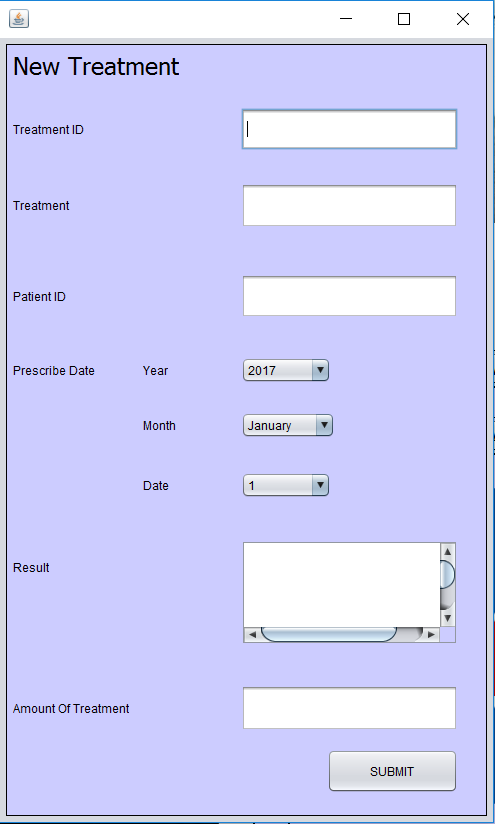 New Treatment
Treatment ID
Treatment
Patient ID
Prescribe Date Year 2017
Month January
Date 1
Result
Amount Of Treatment
SUBMIT